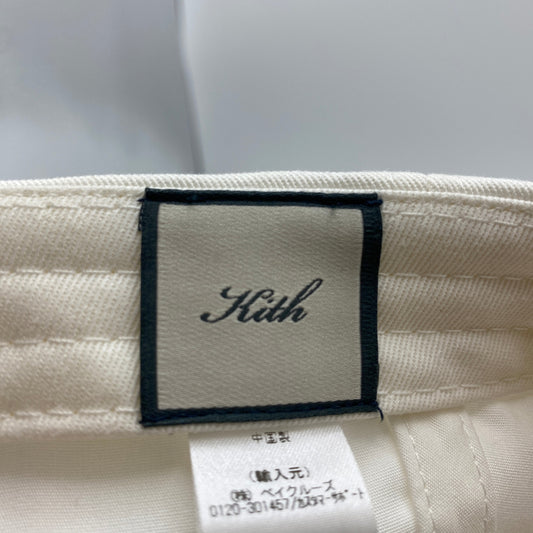 Kith
中国製
(輸入元)
(株) ベイクルーズ
0120-301457/カスタマーサポート